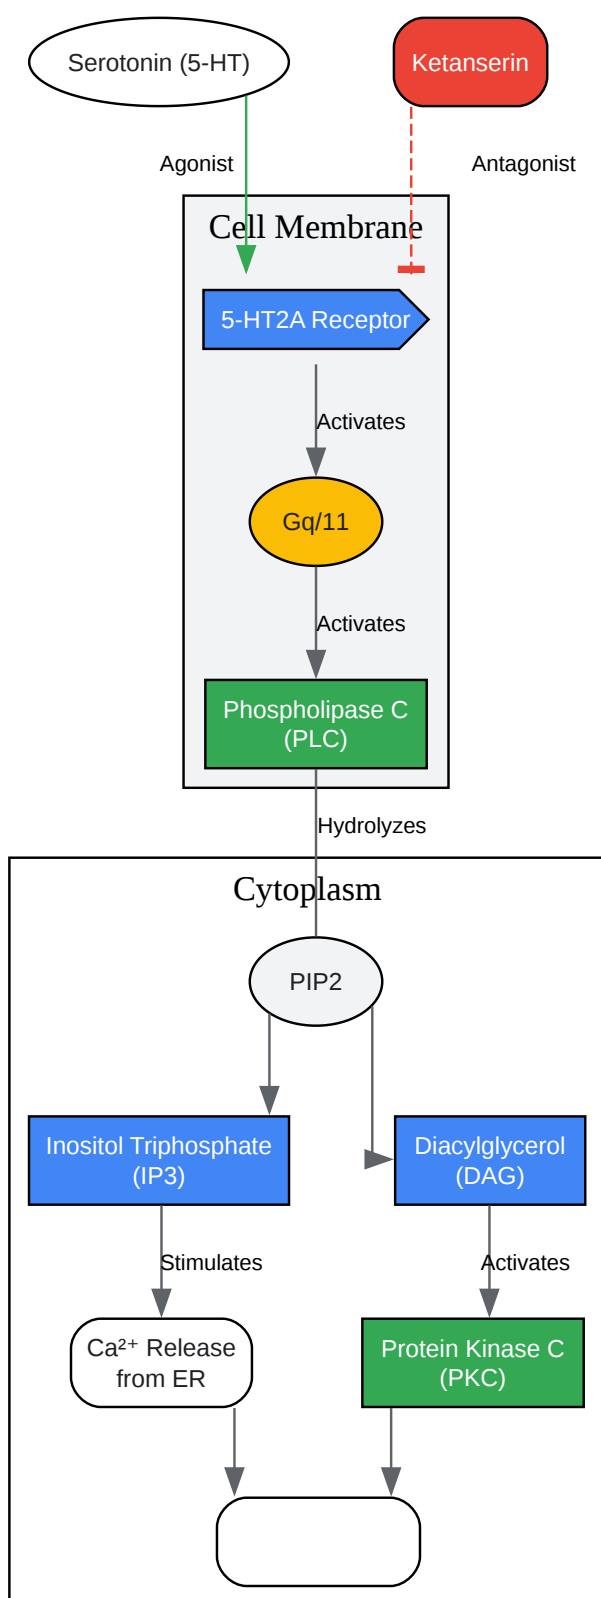 Serotonin (5-HT)
Ketanserin
Agonist
Antagonist
Cell Membrane
5-HT2A Receptor
Activates
Gq/11
Activates
Phospholipase C
(PLC)
Hydrolyzes
Cytoplasm
PIP2
Inositol Triphosphate
(IP3)
Diacylglycerol
(DAG)
Stimulates
Activates
Ca²⁺ Release
from ER
Protein Kinase C
(PKC)